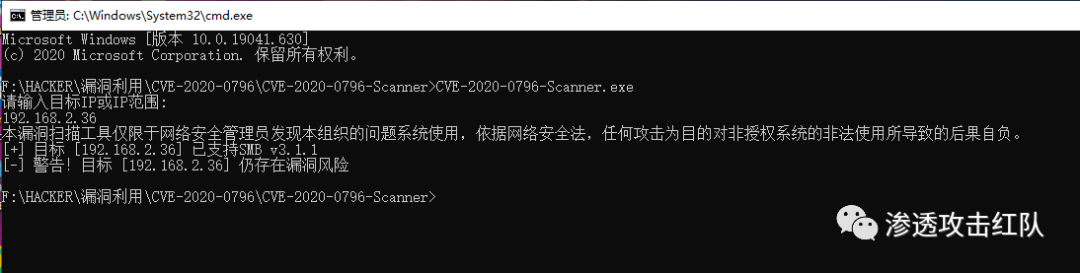 管理员: C:\Windows\System32\cmd.exe
Microsoft Windows [版本 10.0.19041.630]
(c) 2020 Microsoft Corporation. 保留所有权利。
F:\HACKER\漏洞利用\CVE-2020-0796\CVE-2020-0796-Scanner>CVE-2020-0796-Scanner.exe
请输入目标IP或IP范围:
192.168.2.36
本漏洞扫描工具仅限于网络安全管理员发现本组织的问题系统使用，依据网络安全法，任何攻击为目的对非授权系统的非法使用所导致的后果自负。
[+] 目标 [192.168.2.36] 已支持SMB v3.1.1
[-] 警告! 目标 [192.168.2.36] 仍存在漏洞风险
F:\HACKER\漏洞利用\CVE-2020-0796\CVE-2020-0796-Scanner>
渗透攻击红队